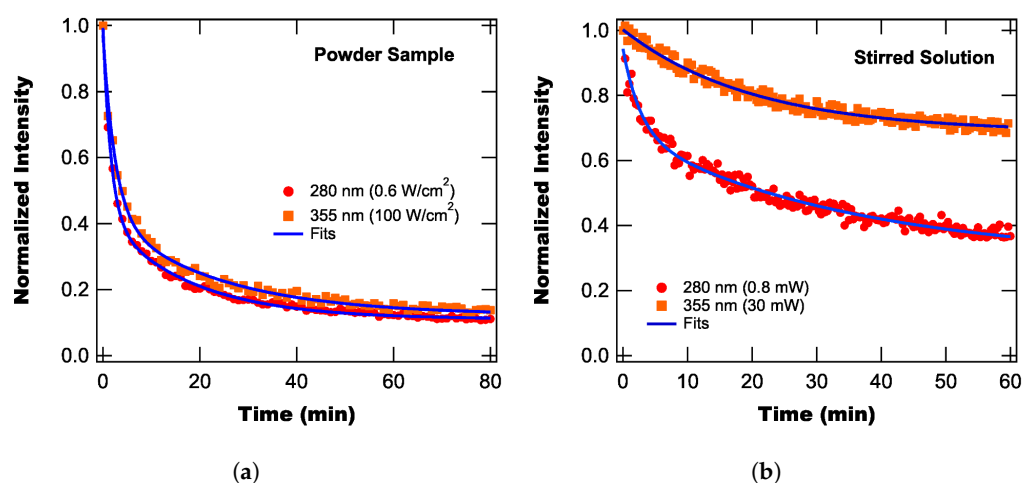 1.0
0.8
0.6
0.4
0.2
0.0
Normalized Intensity
Powder Sample
280 nm (0.6 W/cm²)
355 nm (100 W/cm²)
Fits
0
20
40
60
80
Time (min)
(a)
1.0
0.8
0.6
0.4
0.2
0.0
Normalized Intensity
Stirred Solution
280 nm (0.8 mW)
355 nm (30 mW)
Fits
0
10
20
30
40
50
60
Time (min)
(b)